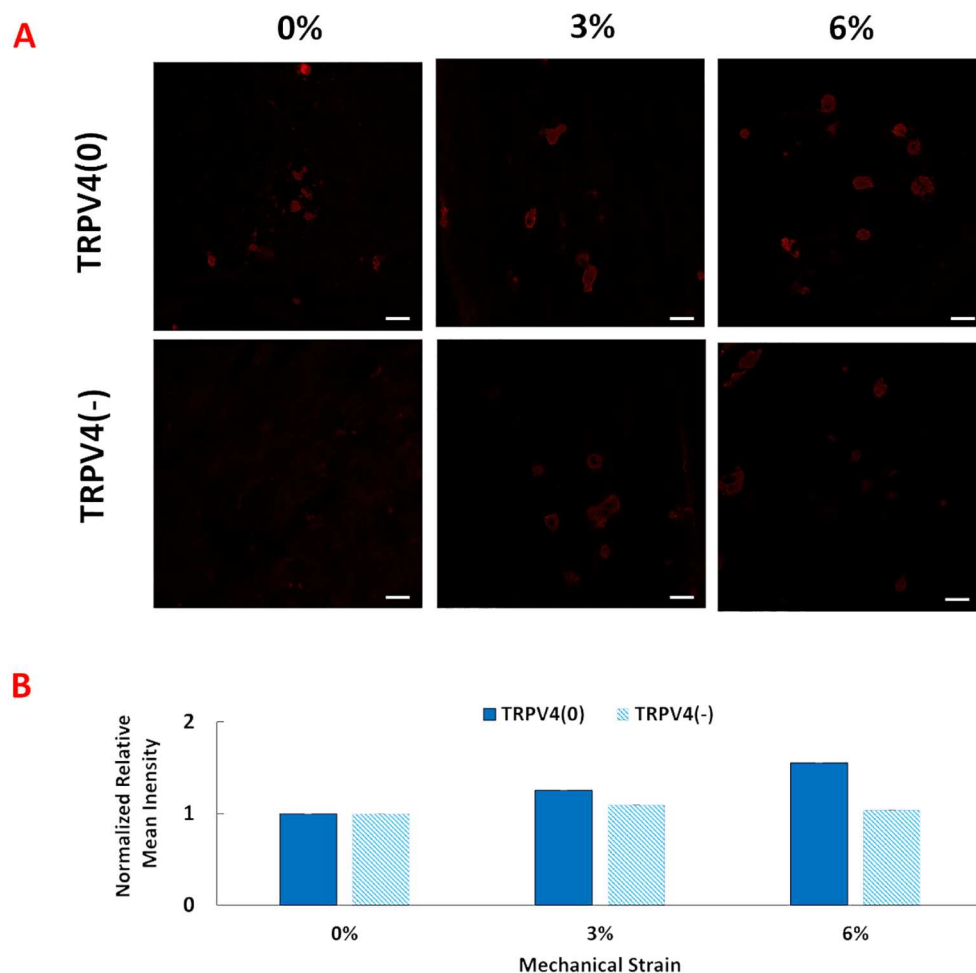 A
0%
3%
6%
TRPV4(0)
TRPV4(-)
B
TRPV4(0)
TRPV4(-)
Normalized Relative
Mean Inensity
2
1
0
0%
3%
6%
Mechanical Strain